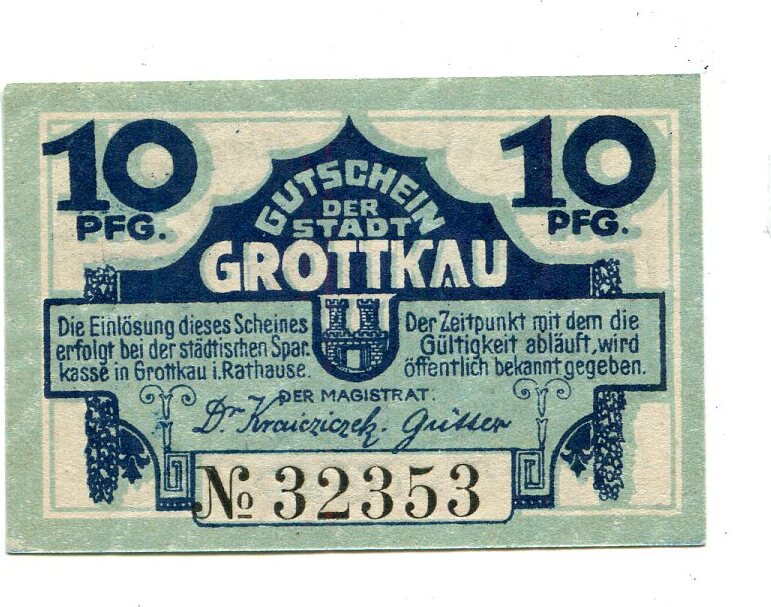 10 PFG.
10 PFG.
GUTSCHEIN
DER
STADT
GROTTKAU
Die Einlösung dieses Scheines
erfolgt bei der städtischen Spar-
kasse in Grottkau i.Rathause.
Der Zeitpunkt mit dem die
Gültigkeit abläuft, wird
öffentlich bekannt gegeben.
DER MAGISTRAT:
Dr. Kraicziczek. Gütter
No 32353